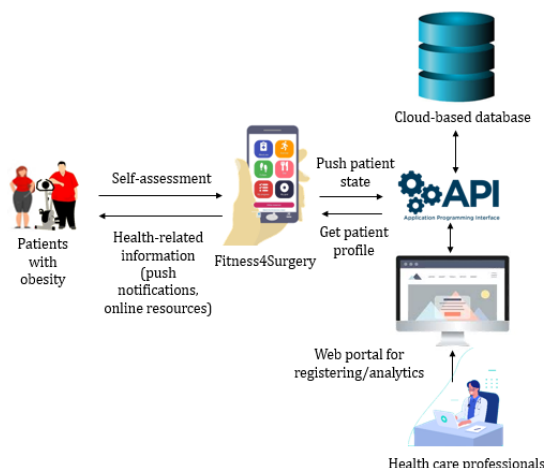 Cloud-based database
Self-assessment
Push patient
state
API
Application Programming Interface
Patients
with
obesity
Health-related
information
(push
notifications,
online resources)
Fitness4Surgery
Get patient
profile
Web portal for
registering/analytics
Health care professionals